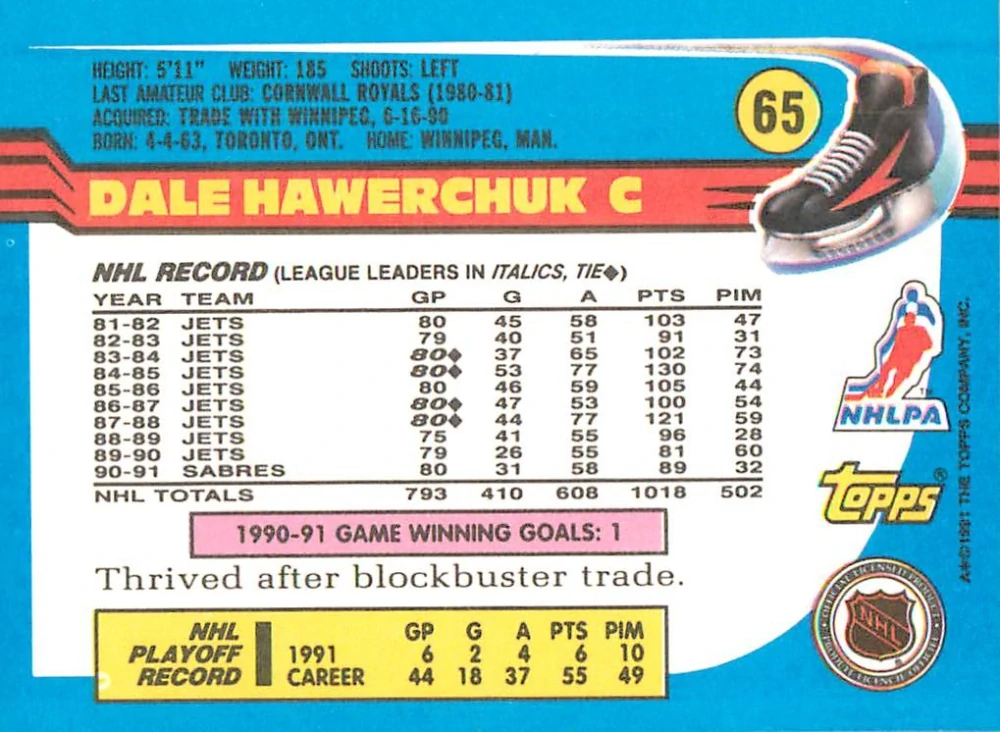 HEIGHT: 5'11" WEIGHT: 185 SHOOTS: LEFT
LAST AMATEUR CLUB: CORNWALL ROYALS (1980-81)
ACQUIRED: TRADE WITH WINNIPEG, 6-16-90
BORN: 4-4-63, TORONTO, ONT. HOME: WINNIPEG, MAN.
65
DALE HAWERCHUK C
NHL RECORD (LEAGUE LEADERS IN ITALICS, TIE◆)
YEAR TEAM GP G A PTS PIM
81-82 JETS 80 45 58 103 47
82-83 JETS 79 40 51 91 31
83-84 JETS 80◆ 37 65 102 73
84-85 JETS 80◆ 53 77 130 74
85-86 JETS 80 46 59 105 44
86-87 JETS 80◆ 47 53 100 54
87-88 JETS 80◆ 44 77 121 59
88-89 JETS 75 41 55 96 28
89-90 JETS 79 26 55 81 60
90-91 SABRES 80 31 58 89 32
NHL TOTALS 793 410 608 1018 502
1990-91 GAME WINNING GOALS: 1
Thrived after blockbuster trade.
NHL PLAYOFF RECORD
GP G A PTS PIM
1991 6 2 4 6 10
CAREER 44 18 37 55 49
NHLPA
TM
topps®
OFFICIAL LICENSED PRODUCT
NHL
®
PRODUIT LICENCIE OFFICIEL
A*©1991 THE TOPPS COMPANY, INC.